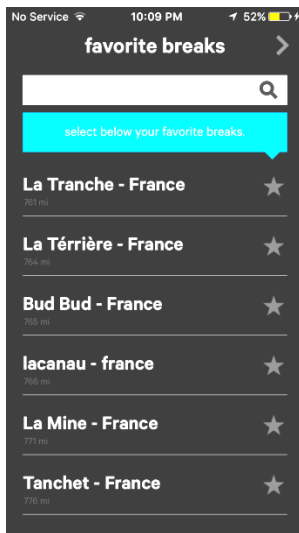 No Service 10:09 PM 52%
favorite breaks
select below your favorite breaks.
La Tranche - France
761 mi
La Térrière - France
764 mi
Bud Bud - France
765 mi
lacanau - france
766 mi
La Mine - France
771 mi
Tanchet - France
776 mi